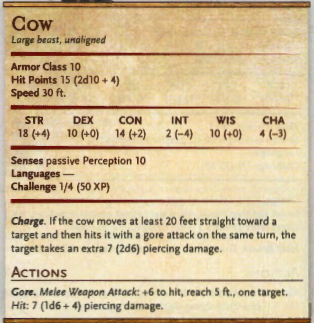 Cow
Large beast, unaligned
Armor Class 10
Hit Points 15 (2d10 + 4)
Speed 30 ft.
STR DEX CON INT WIS CHA
18 (+4) 10 (+0) 14 (+2) 2 (−4) 10 (+0) 4 (−3)
Senses passive Perception 10
Languages —
Challenge 1/4 (50 XP)
Charge. If the cow moves at least 20 feet straight toward a
target and then hits it with a gore attack on the same turn, the
target takes an extra 7 (2d6) piercing damage.
Actions
Gore. Melee Weapon Attack: +6 to hit, reach 5 ft., one target.
Hit: 7 (1d6 + 4) piercing damage.